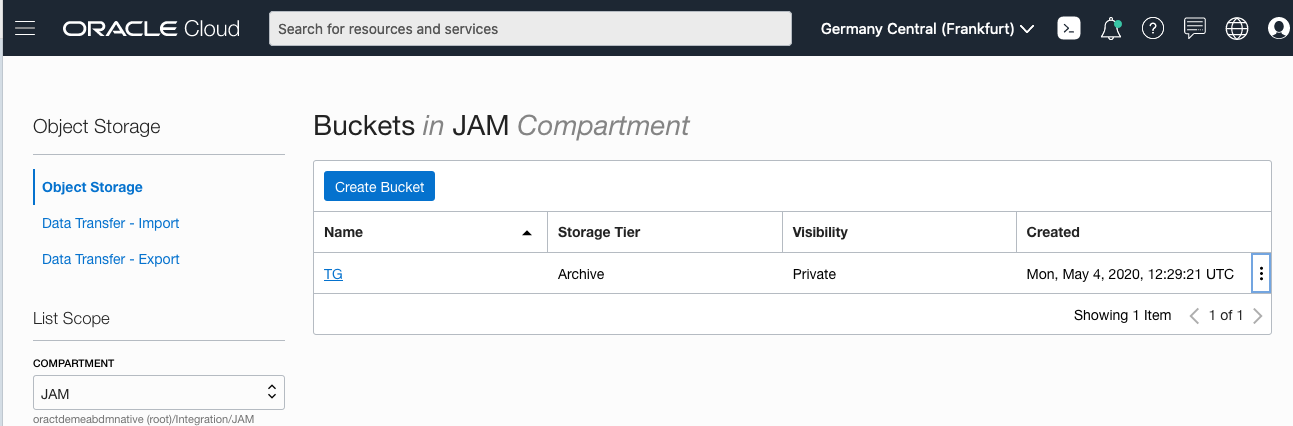 ORACLE Cloud
Search for resources and services
Germany Central (Frankfurt)
Object Storage
Object Storage
Data Transfer - Import
Data Transfer - Export
List Scope
COMPARTMENT
JAM
oractdemeabdmnative (root)/Integration/JAM
Buckets in JAM Compartment
Create Bucket
Name Storage Tier Visibility Created
TG Archive Private Mon, May 4, 2020, 12:29:21 UTC
Showing 1 Item 1 of 1